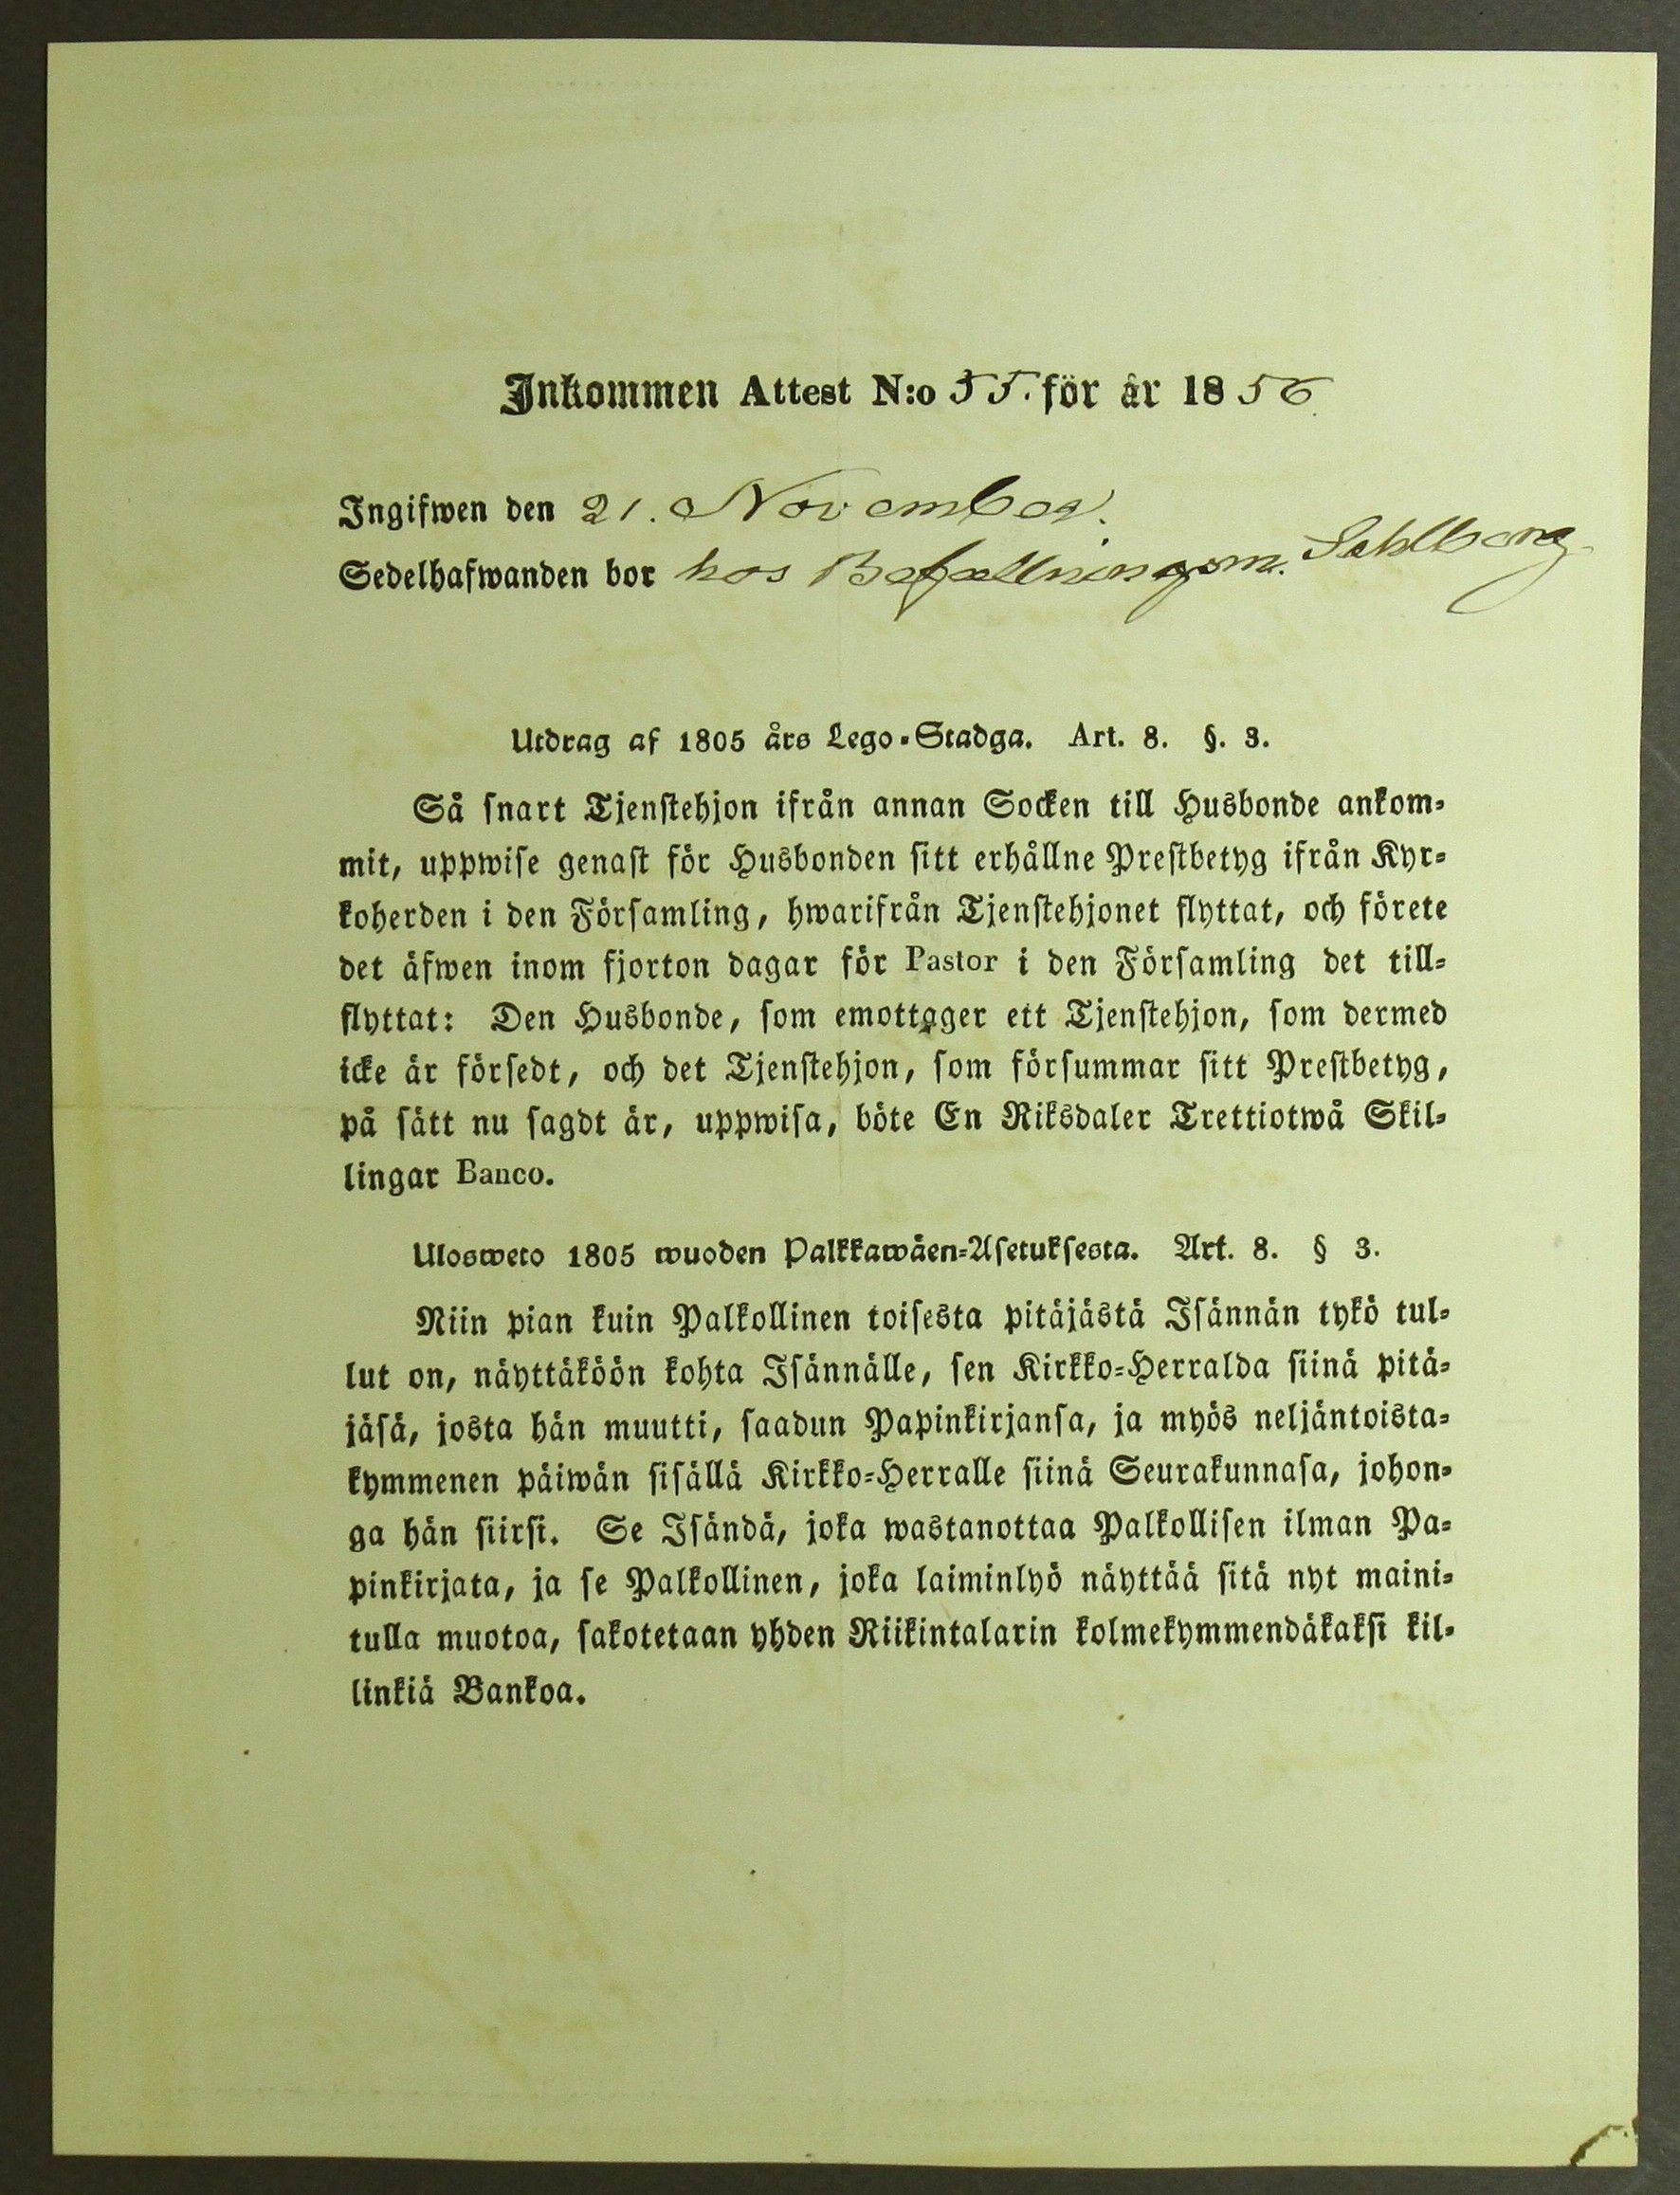 Inkommen Attest N:o 55. för år 1856
Ingifwen den 21. November.
Sedelhafwanden bor hos Befallningsm. Sahlberg
Utdrag af 1805 års Lego-Stadga. Art. 8. §. 3.
Så snart Tjenstehjon ifrån annan Socken till Husbonde ankom-
mit, uppwise genast för Husbonden sitt erhållne Prestbetyg ifrån Kyr-
koherden i den Församling, hwarifrån Tjenstehjonet flyttat, och förete
det äfwen inom fjorton dagar för Pastor i den Församling det till-
flyttat: Den Husbonde, som emottager ett Tjenstehjon, som dermed
icke är försedt, och det Tjenstehjon, som försummar sitt Prestbetyg,
på sätt nu sagdt är, uppwisa, böte En Riksdaler Trettiotwå Skil-
lingar Banco.
Ulosweto 1805 wuoden Palkkawäen-Asetuksesta. Art. 8. § 3.
Niin pian kuin Palkollinen toisesta pitäjästä Isännän tykö tul-
lut on, näyttäköön kohta Isännälle, sen Kirkko-Herralda siinä pitä-
jäsä, josta hän muutti, saadun Papinkirjansa, ja myös neljäntoista-
kymmenen päiwän sisällä Kirkko-Herralle siinä Seurakunnasa, johon-
ga hän siirsi. Se Isändä, joka wastanottaa Palkollisen ilman Pa-
pinkirjata, ja se Palkollinen, joka laiminlyö näyttää sitä nyt maini-
tulla muotoa, sakotetaan yhden Riikintalarin kolmekymmendäkaksi kil-
linkiä Bankoa.